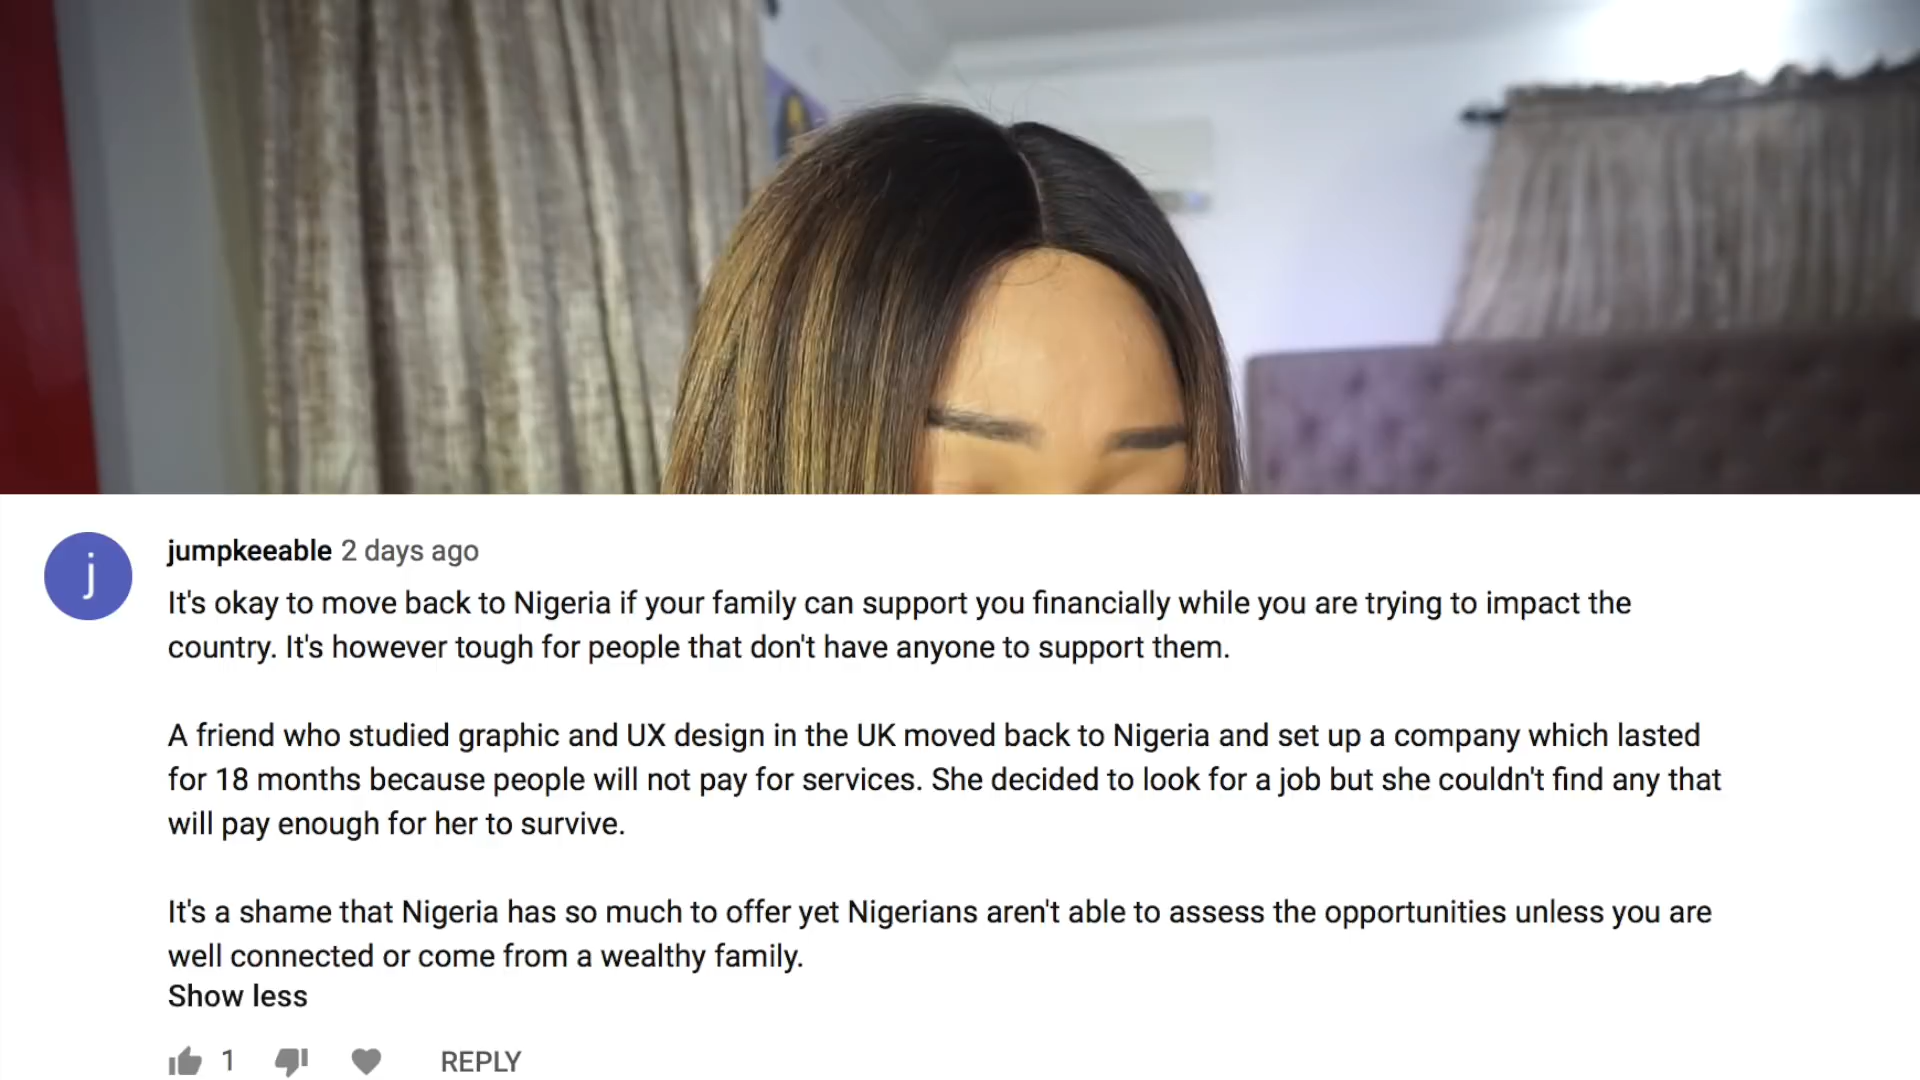 j
jumpkeeable 2 days ago
It's okay to move back to Nigeria if your family can support you financially while you are trying to impact the
country. It's however tough for people that don't have anyone to support them.
A friend who studied graphic and UX design in the UK moved back to Nigeria and set up a company which lasted
for 18 months because people will not pay for services. She decided to look for a job but she couldn't find any that
will pay enough for her to survive.
It's a shame that Nigeria has so much to offer yet Nigerians aren't able to assess the opportunities unless you are
well connected or come from a wealthy family.
Show less
1 REPLY